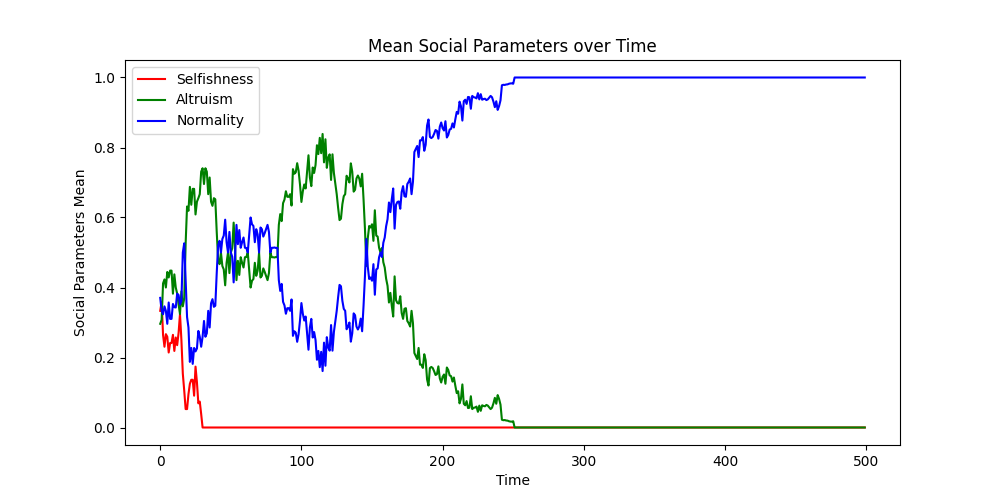 Mean Social Parameters over Time
Selfishness
Altruism
Normality
1.0
0.8
0.6
0.4
0.2
0.0
Social Parameters Mean
0
100
200
300
400
500
Time